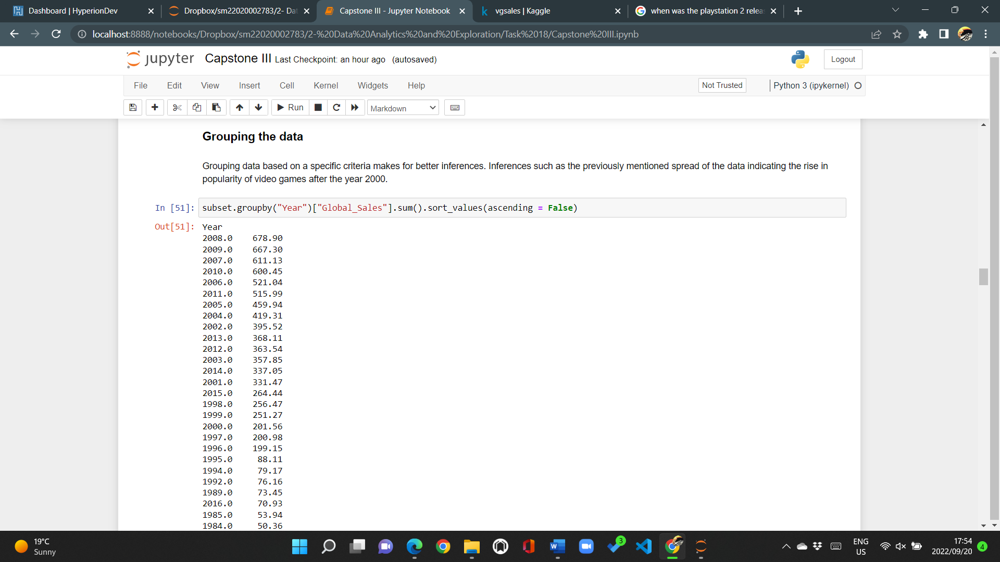 Dashboard | HyperionDev
Dropbox/sm22020002783/2- Dat
Capstone III - Jupyter Notebook
vgsales | Kaggle
when was the playstation 2 relea
localhost:8888/notebooks/Dropbox/sm22020002783/2-%20Data%20Analytics%20and%20Exploration/Task%2018/Capstone%20III.ipynb
jupyter Capstone III Last Checkpoint: an hour ago (autosaved)
Logout
File Edit View Insert Cell Kernel Widgets Help
Not Trusted
Python 3 (ipykernel)
Run
Markdown
Grouping the data
Grouping data based on a specific criteria makes for better inferences. Inferences such as the previously mentioned spread of the data indicating the rise in
popularity of video games after the year 2000.
In [51]: subset.groupby("Year")["Global_Sales"].sum().sort_values(ascending = False)
Out[51]: Year
2008.0 678.90
2009.0 667.30
2007.0 611.13
2010.0 600.45
2006.0 521.04
2011.0 515.99
2005.0 459.94
2004.0 419.31
2002.0 395.52
2013.0 368.11
2012.0 363.54
2003.0 357.85
2014.0 337.05
2001.0 331.47
2015.0 264.44
1998.0 256.47
1999.0 251.27
2000.0 201.56
1997.0 200.98
1996.0 199.15
1995.0 88.11
1994.0 79.17
1992.0 76.16
1989.0 73.45
2016.0 70.93
1985.0 53.94
1984.0 50.36
19°C
Sunny
3
ENG
US
17:54
2022/09/20
4